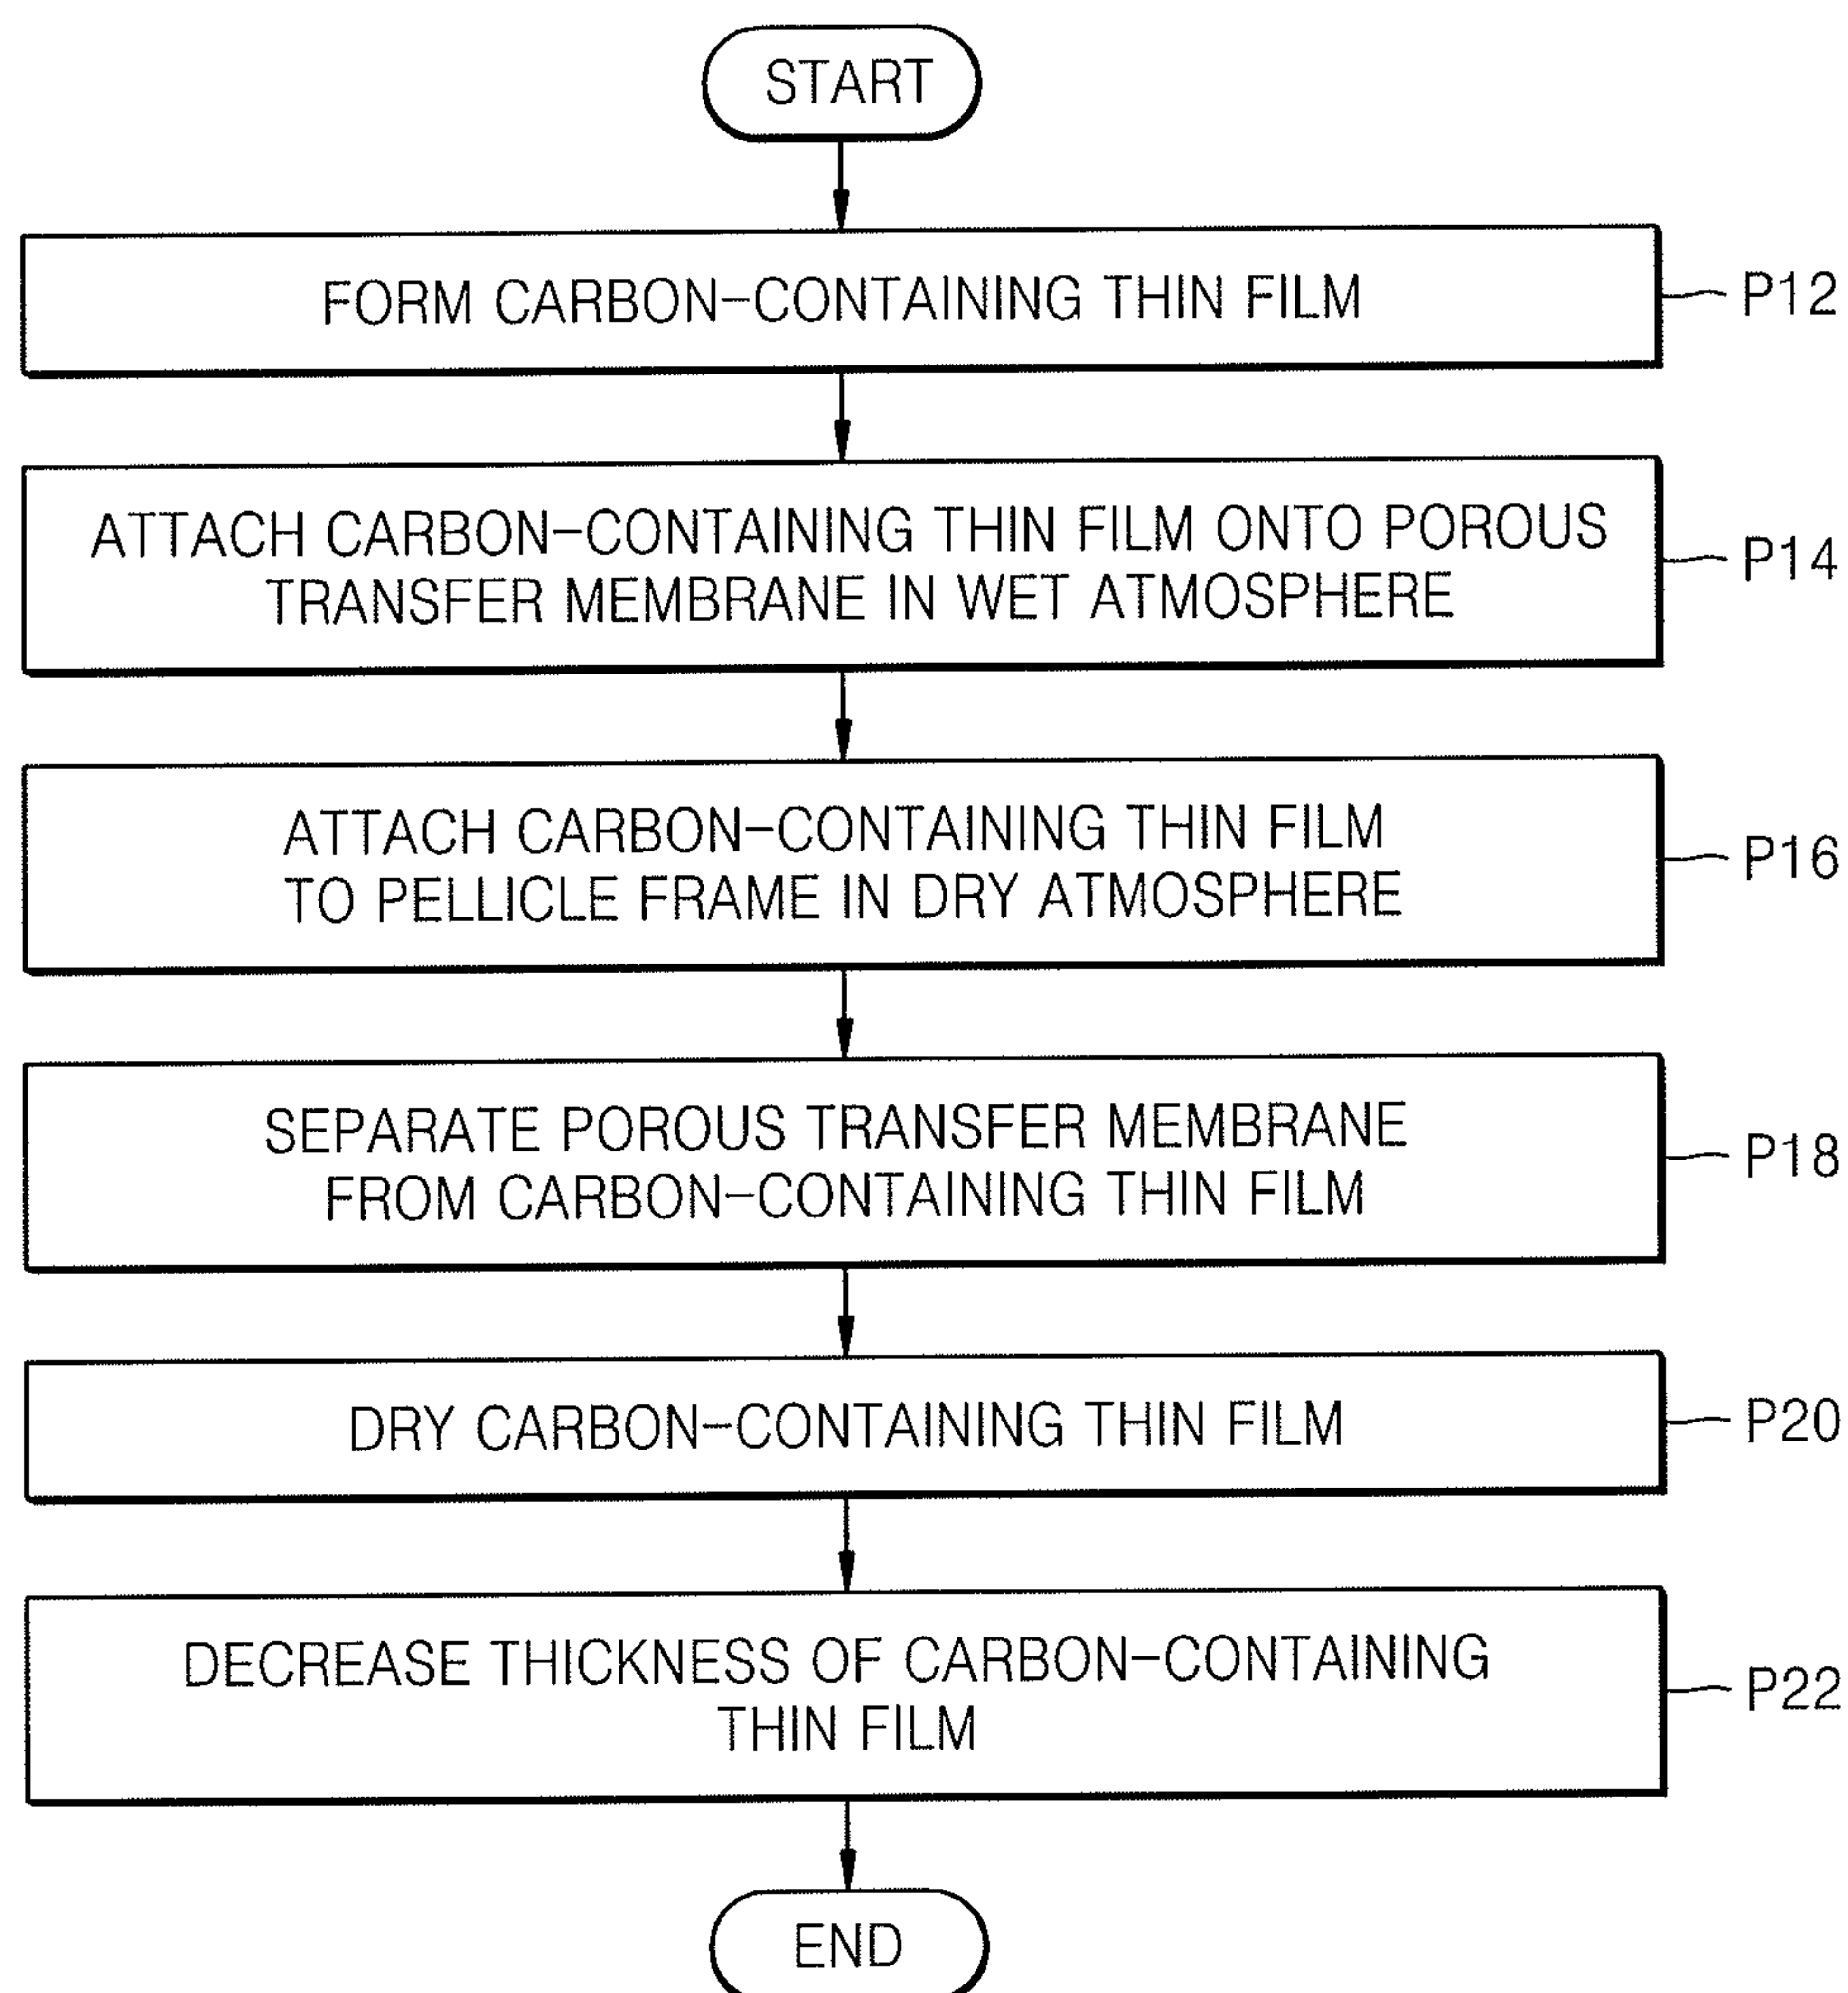 START
FORM CARBON-CONTAINING THIN FILM
P12
ATTACH CARBON-CONTAINING THIN FILM ONTO POROUS
TRANSFER MEMBRANE IN WET ATMOSPHERE
P14
ATTACH CARBON-CONTAINING THIN FILM
TO PELLICLE FRAME IN DRY ATMOSPHERE
P16
SEPARATE POROUS TRANSFER MEMBRANE
FROM CARBON-CONTAINING THIN FILM
P18
DRY CARBON-CONTAINING THIN FILM
P20
DECREASE THICKNESS OF CARBON-CONTAINING
THIN FILM
P22
END